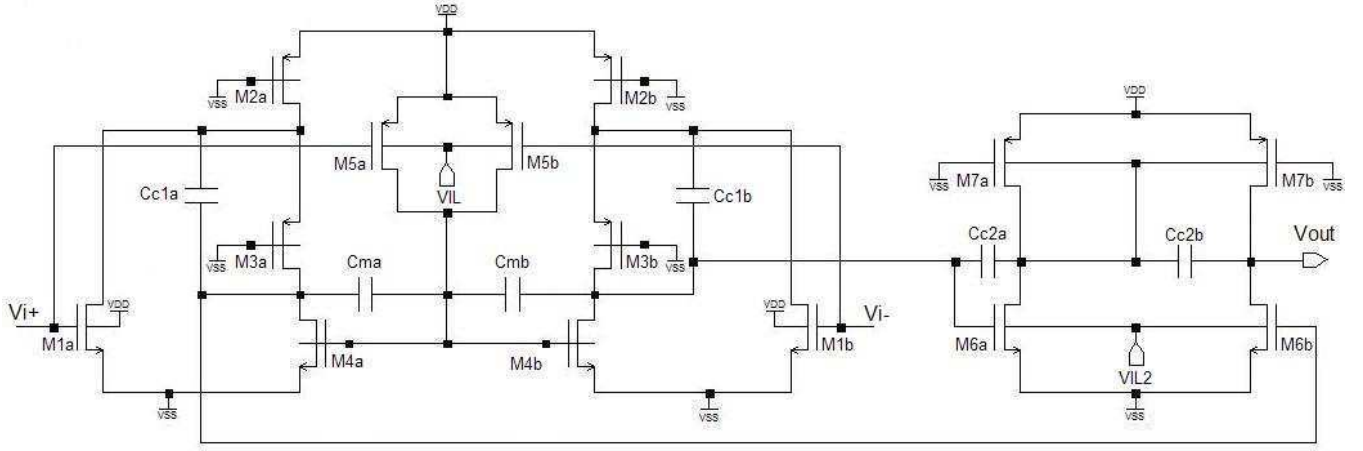 VDD
M2a
VSS
M2b
VSS
VDD
M5a
M5b
VIL
Cc1a
Cc1b
M7a
VSS
M7b
VSS
M3a
VSS
Cma
Cmb
M3b
VSS
Cc2a
Cc2b
Vout
Vi+
VDD
M1a
M4a
M4b
VDD
Vi-
M1b
M6a
M6b
VIL2
VSS
VSS
VSS